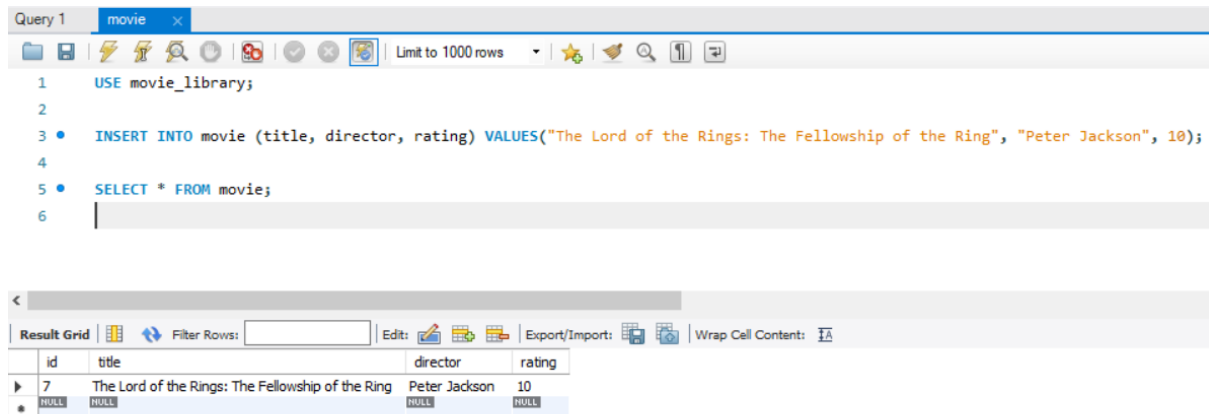 Query 1 movie ×
Limit to 1000 rows
1 USE movie_library;
2
3 INSERT INTO movie (title, director, rating) VALUES("The Lord of the Rings: The Fellowship of the Ring", "Peter Jackson", 10);
4
5 SELECT * FROM movie;
6
Result Grid Filter Rows: Edit: Export/Import: Wrap Cell Content: IA
id title director rating
7 The Lord of the Rings: The Fellowship of the Ring Peter Jackson 10
NULL NULL NULL NULL